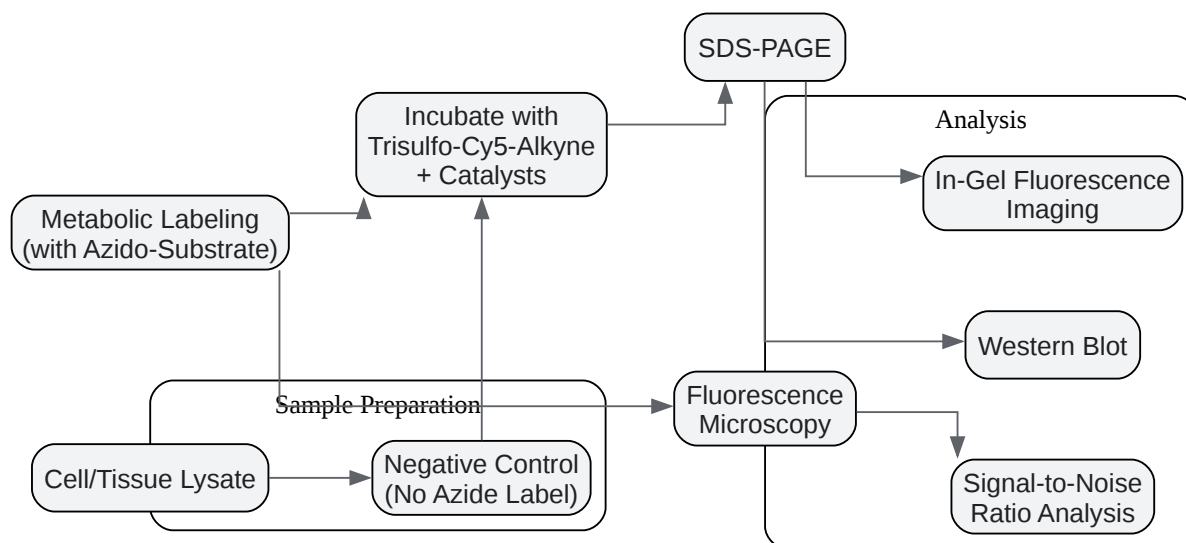 SDS-PAGE
Incubate with
Trisulfo-Cy5-Alkyne
+ Catalysts
Analysis
In-Gel Fluorescence
Imaging
Metabolic Labeling
(with Azido-Substrate)
Western Blot
Fluorescence
Microscopy
Sample Preparation
Cell/Tissue Lysate
Negative Control
(No Azide Label)
Signal-to-Noise
Ratio Analysis